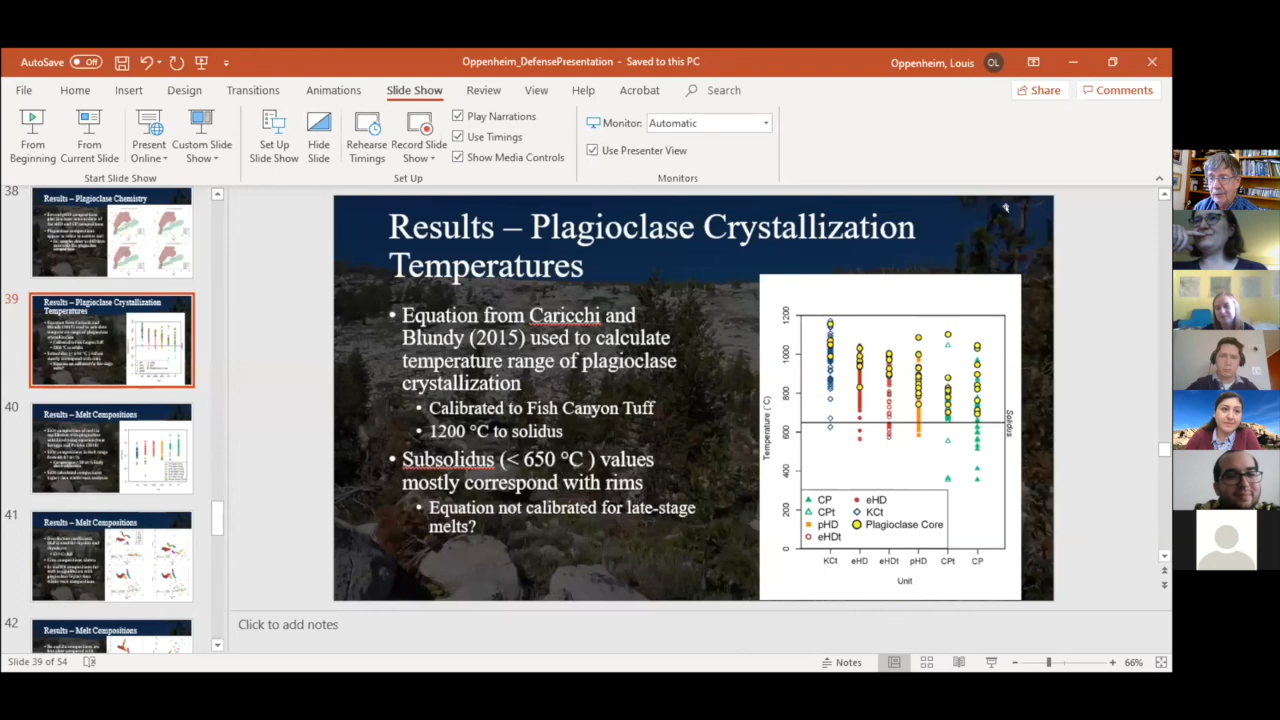 AutoSave Off
Oppenheim_DefensePresentation - Saved to this PC
Oppenheim, Louis OL
File Home Insert Design Transitions Animations Slide Show Review View Help Acrobat Search
Share Comments
From Beginning
From Current Slide
Present Online
Custom Slide Show
Set Up Slide Show
Hide Slide
Rehearse Timings
Record Slide Show
Play Narrations
Use Timings
Show Media Controls
Monitor: Automatic
Use Presenter View
Start Slide Show
Set Up
Monitors
38
Results – Plagioclase Chemistry
39
Results – Plagioclase Crystallization
Temperatures
40
Results – Melt Compositions
41
Results – Melt Compositions
42
Results – Melt Compositions
Results – Plagioclase Crystallization
Temperatures
• Equation from Caricchi and
Blundy (2015) used to calculate
temperature range of plagioclase
crystallization
• Calibrated to Fish Canyon Tuff
• 1200 °C to solidus
• Subsolidus (< 650 °C ) values
mostly correspond with rims
• Equation not calibrated for late-stage
melts?
Temperature (°C)
1200
1000
800
600
400
200
0
Solidus
CP
CPt
pHD
eHDt
eHD
KCt
Plagioclase Core
KCt eHD eHDt pHD CPt CP
Unit
Click to add notes
Slide 39 of 54
Notes
66%